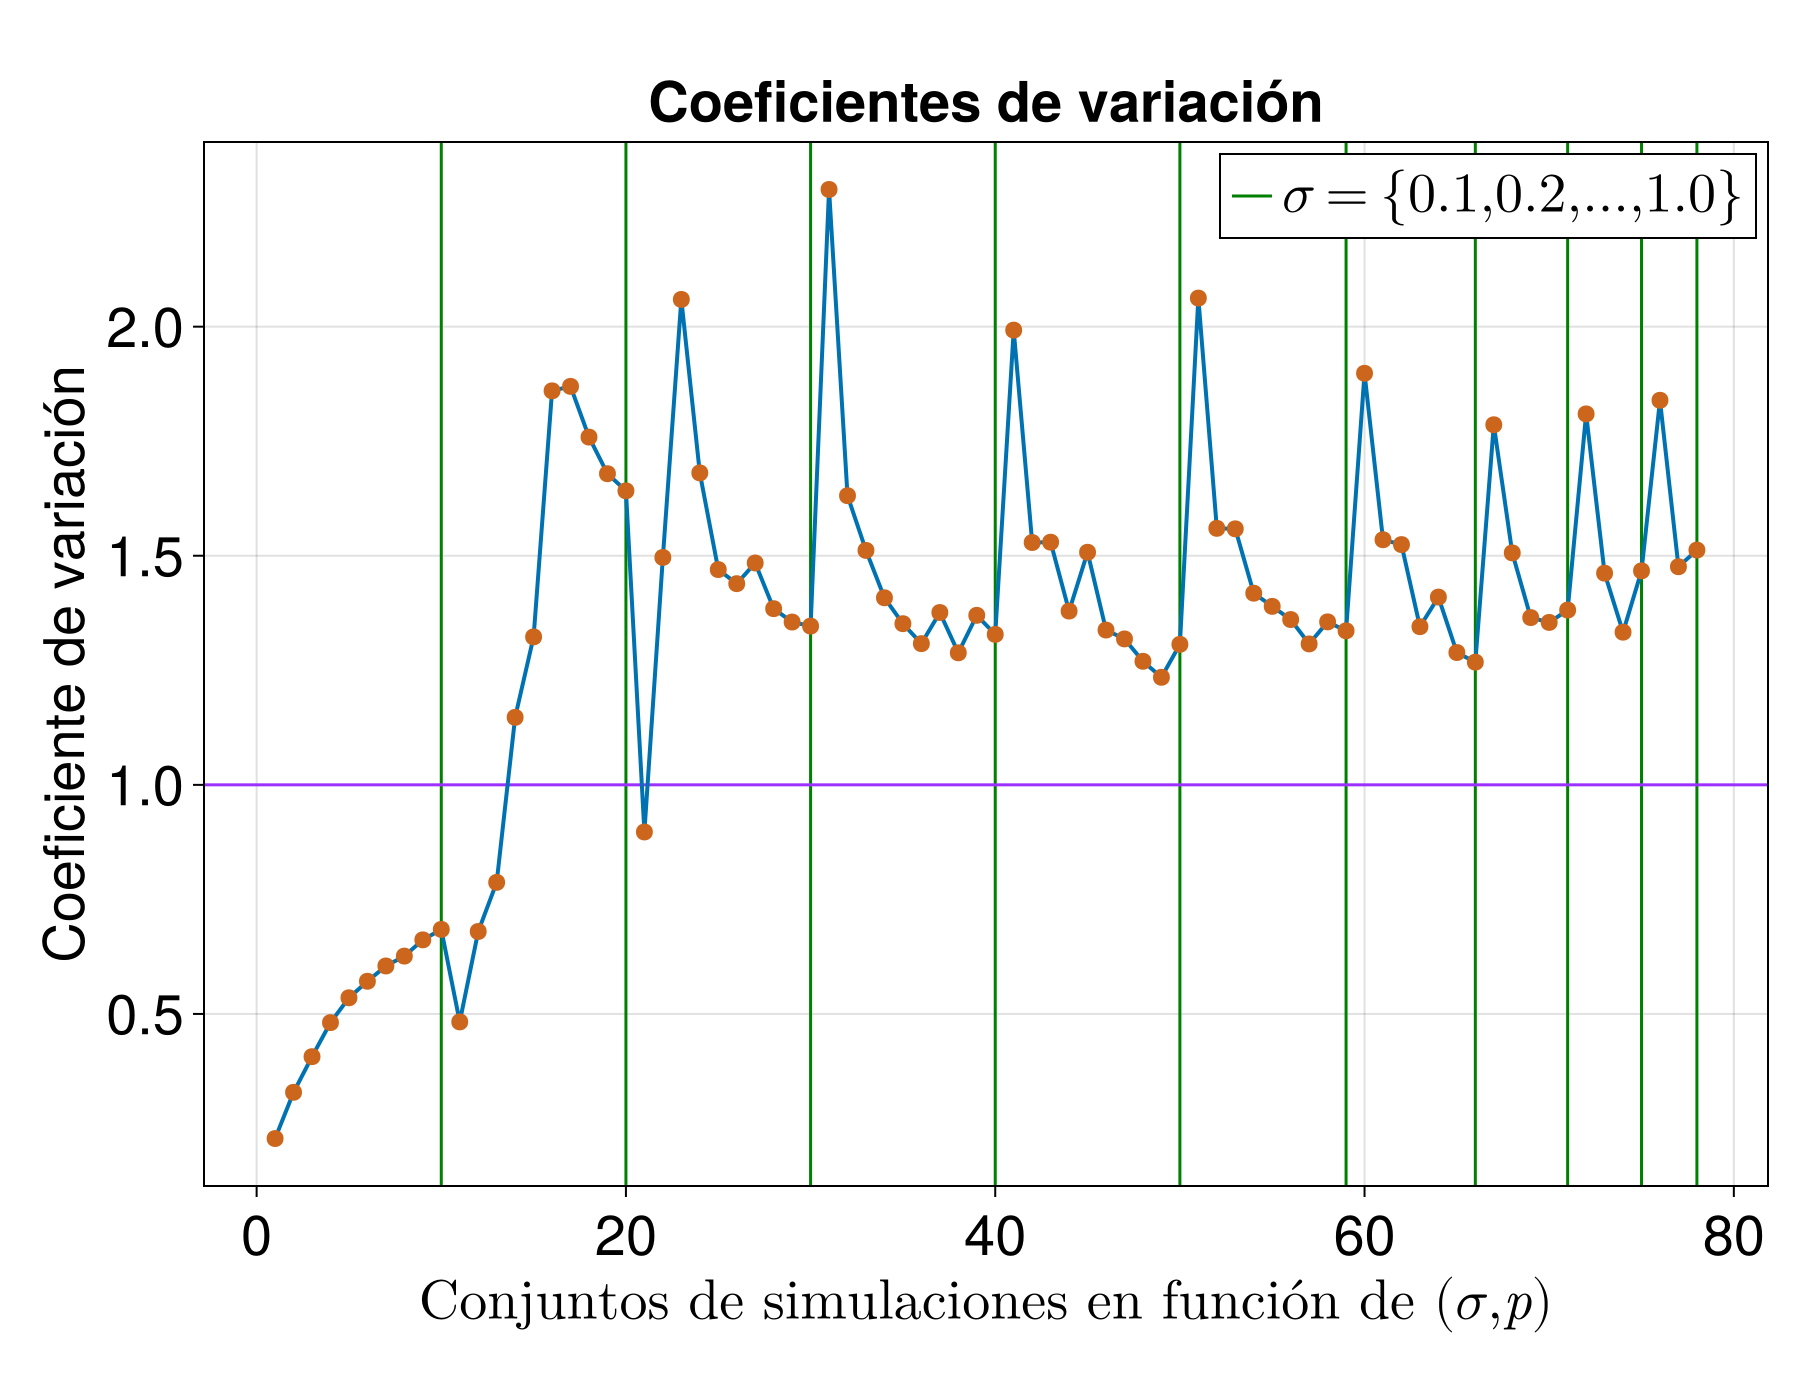 Coeficientes de variación
σ = {0.1,0.2,...,1.0}
Coeficiente de variación
2.0
1.5
1.0
0.5
0
20
40
60
80
Conjuntos de simulaciones en función de (σ,p)